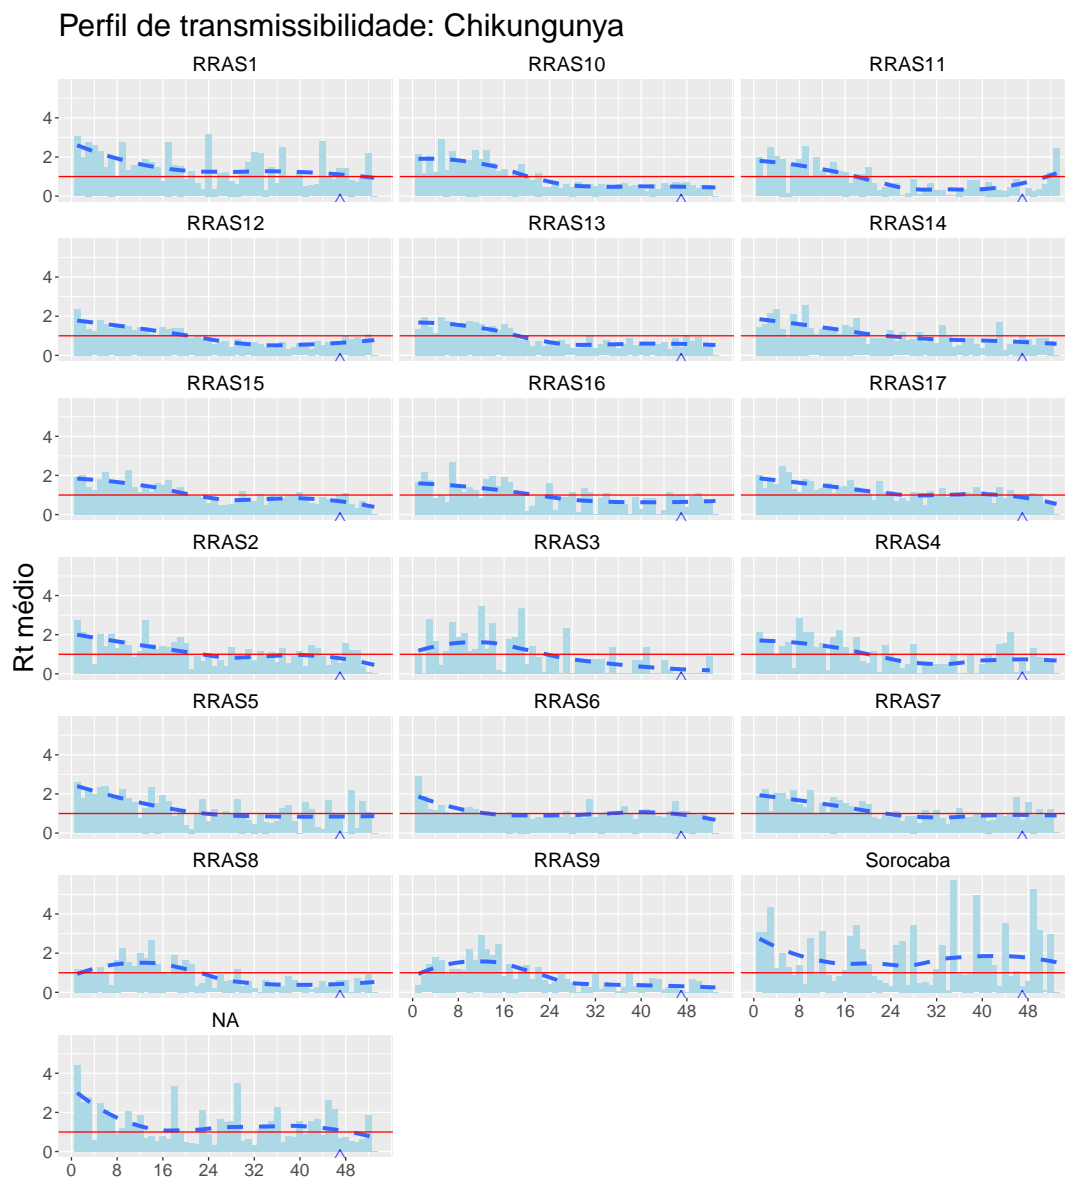 Perfil de transmissibilidade: Chikungunya
RRAS1 RRAS10 RRAS11
4
2
0
RRAS12 RRAS13 RRAS14
4
2
0
RRAS15 RRAS16 RRAS17
4
2
0
RRAS2 RRAS3 RRAS4
4
2
0
Rt médio
RRAS5 RRAS6 RRAS7
4
2
0
RRAS8 RRAS9 Sorocaba
4
2
0
0 8 16 24 32 40 48 0 8 16 24 32 40 48
NA
4
2
0
0 8 16 24 32 40 48